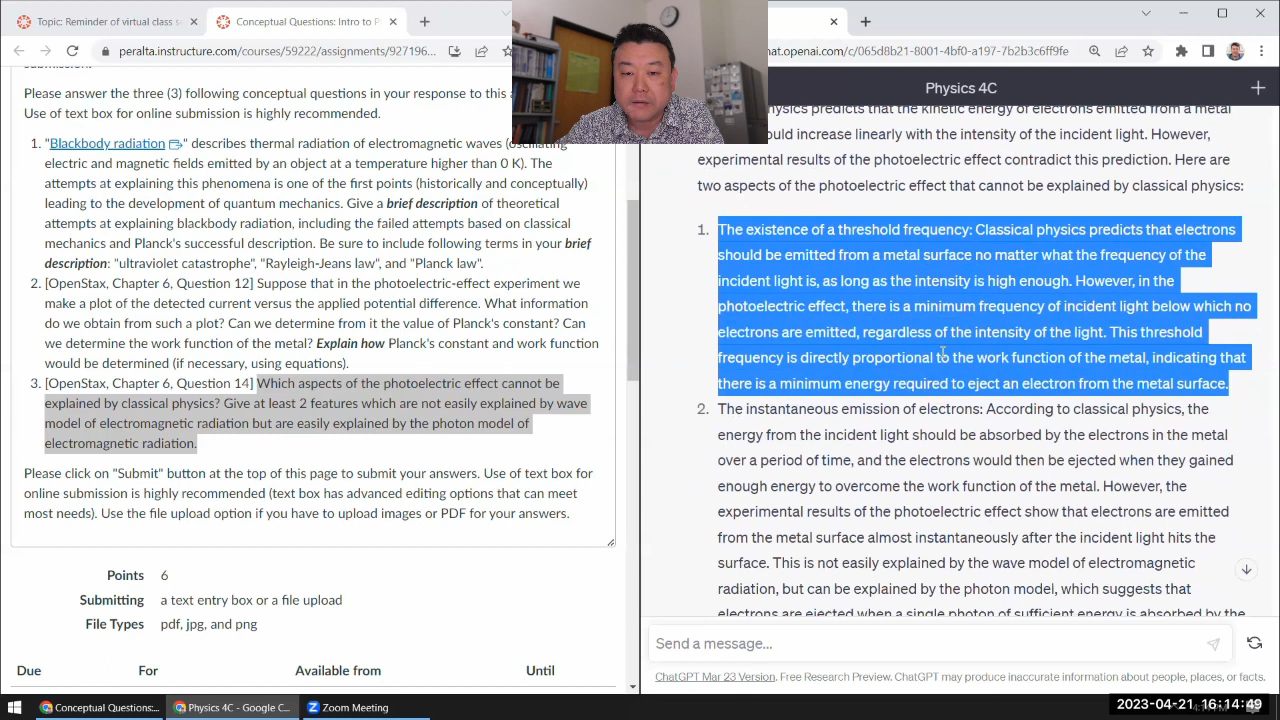 Topic: Reminder of virtual class s
Conceptual Questions: Intro to P
peralta.instructure.com/courses/59222/assignments/927196...
Please answer the three (3) following conceptual questions in your response to this
Use of text box for online submission is highly recommended.
1. "Blackbody radiation" describes thermal radiation of electromagnetic waves (oscillating
electric and magnetic fields emitted by an object at a temperature higher than 0 K). The
attempts at explaining this phenomena is one of the first points (historically and conceptually)
leading to the development of quantum mechanics. Give a brief description of theoretical
attempts at explaining blackbody radiation, including the failed attempts based on classical
mechanics and Planck's successful description. Be sure to include following terms in your brief
description: "ultraviolet catastrophe", "Rayleigh-Jeans law", and "Planck law".
2. [OpenStax, Chapter 6, Question 12] Suppose that in the photoelectric-effect experiment we
make a plot of the detected current versus the applied potential difference. What information
do we obtain from such a plot? Can we determine from it the value of Planck's constant? Can
we determine the work function of the metal? Explain how Planck's constant and work function
would be determined (if necessary, using equations).
3. [OpenStax, Chapter 6, Question 14] Which aspects of the photoelectric effect cannot be
explained by classical physics? Give at least 2 features which are not easily explained by wave
model of electromagnetic radiation but are easily explained by the photon model of
electromagnetic radiation.
Please click on "Submit" button at the top of this page to submit your answers. Use of text box for
online submission is highly recommended (text box has advanced editing options that can meet
most needs). Use the file upload option if you have to upload images or PDF for your answers.
Points 6
Submitting a text entry box or a file upload
File Types pdf, jpg, and png
Due For Available from Until
hat.openai.com/c/065d8b21-8001-4bf0-a197-7b2b3c6ff9fe
Physics 4C
hysics predicts that the kinetic energy of electrons emitted from a metal
ould increase linearly with the intensity of the incident light. However,
experimental results of the photoelectric effect contradict this prediction. Here are
two aspects of the photoelectric effect that cannot be explained by classical physics:
1. The existence of a threshold frequency: Classical physics predicts that electrons
should be emitted from a metal surface no matter what the frequency of the
incident light is, as long as the intensity is high enough. However, in the
photoelectric effect, there is a minimum frequency of incident light below which no
electrons are emitted, regardless of the intensity of the light. This threshold
frequency is directly proportional to the work function of the metal, indicating that
there is a minimum energy required to eject an electron from the metal surface.
2. The instantaneous emission of electrons: According to classical physics, the
energy from the incident light should be absorbed by the electrons in the metal
over a period of time, and the electrons would then be ejected when they gained
enough energy to overcome the work function of the metal. However, the
experimental results of the photoelectric effect show that electrons are emitted
from the metal surface almost instantaneously after the incident light hits the
surface. This is not easily explained by the wave model of electromagnetic
radiation, but can be explained by the photon model, which suggests that
electrons are ejected when a single photon of sufficient energy is absorbed by the
Send a message...
ChatGPT Mar 23 Version. Free Research Preview. ChatGPT may produce inaccurate information about people, places, or facts.
Conceptual Questions:... Physics 4C - Google C... Zoom Meeting
2023-04-21 16:14:49